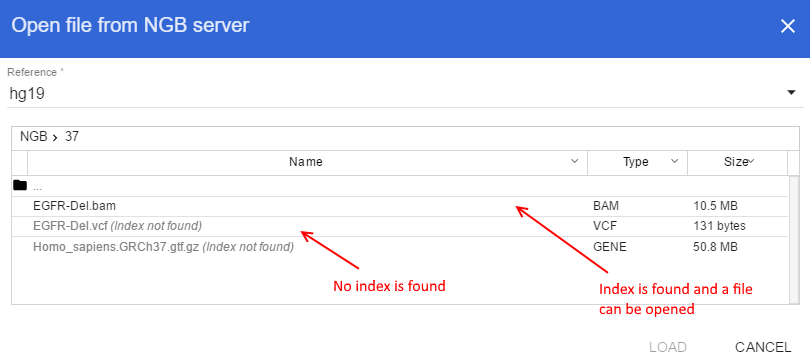 Open file from NGB server
Reference *
hg19
NGB › 37
Name Type Size
...
EGFR-Del.bam BAM 10.5 MB
EGFR-Del.vcf (Index not found) VCF 131 bytes
Homo_sapiens.GRCh37.gtf.gz (Index not found) GENE 50.8 MB
No index is found
Index is found and a file
can be opened
LOAD CANCEL